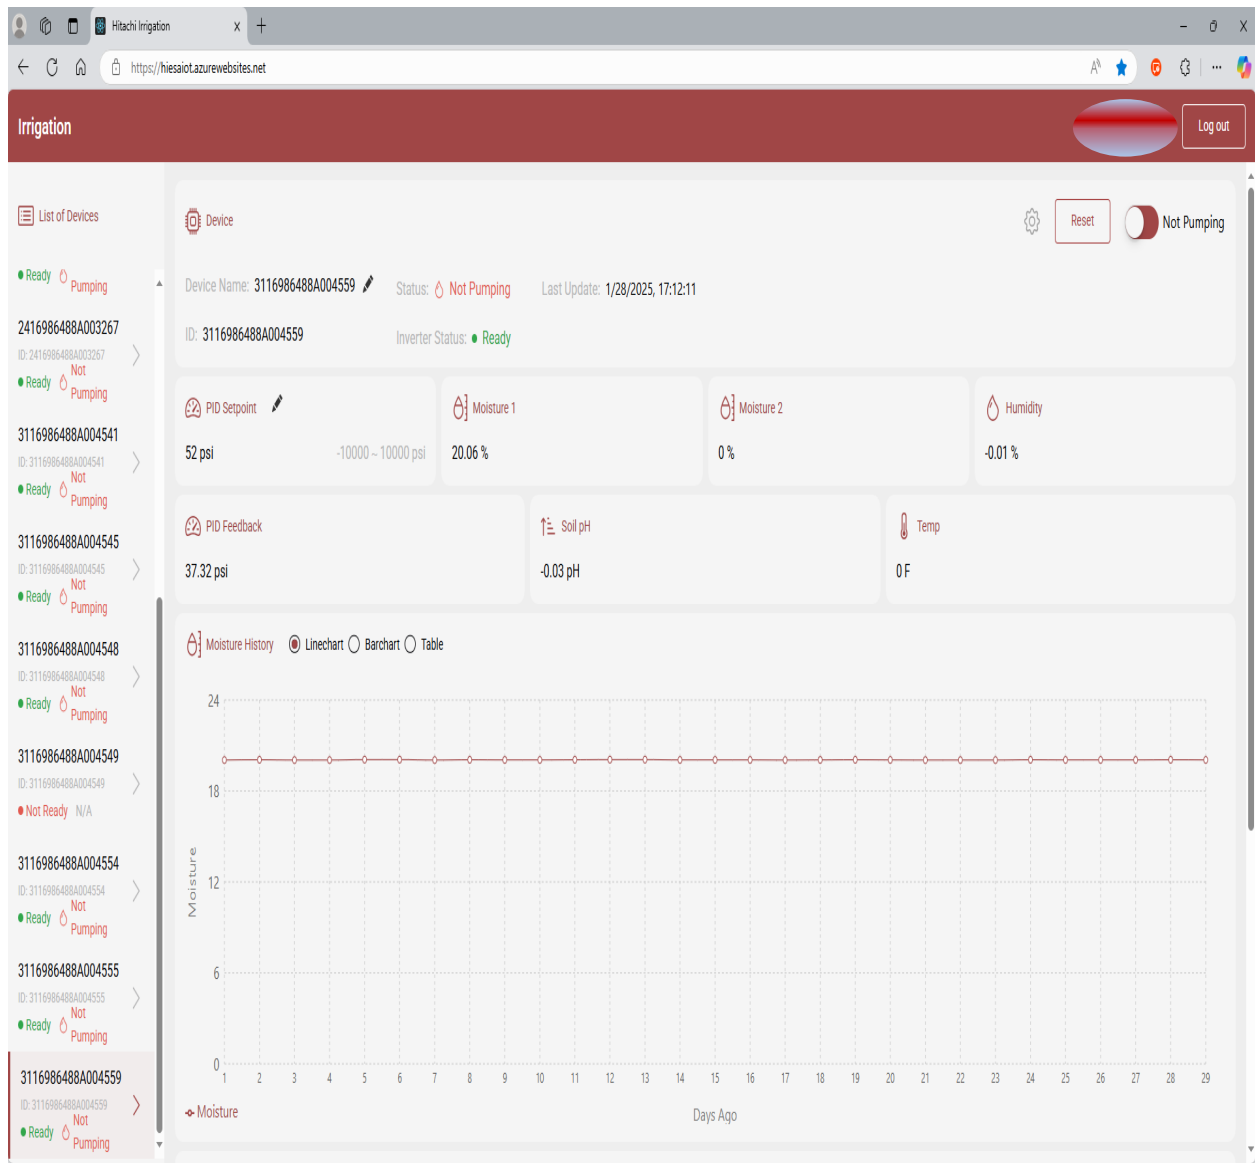 Hitachi Irrigation
https://hiesaiot.azurewebsites.net
Irrigation
Log out
List of Devices
Ready
Pumping
2416986488A003267
ID: 2416986488A003267
Ready Not Pumping
3116986488A004541
ID: 3116986488A004541
Ready Not Pumping
3116986488A004545
ID: 3116986488A004545
Ready Not Pumping
3116986488A004548
ID: 3116986488A004548
Ready Not Pumping
3116986488A004549
ID: 3116986488A004549
Not Ready N/A
3116986488A004554
ID: 3116986488A004554
Ready Not Pumping
3116986488A004555
ID: 3116986488A004555
Ready Not Pumping
3116986488A004559
ID: 3116986488A004559
Ready Not Pumping
Device
Reset
Not Pumping
Device Name: 3116986488A004559
Status: Not Pumping
Last Update: 1/28/2025, 17:12:11
ID: 3116986488A004559
Inverter Status: Ready
PID Setpoint
52 psi
-10000 ~ 10000 psi
Moisture 1
20.06 %
Moisture 2
0 %
Humidity
-0.01 %
PID Feedback
37.32 psi
Soil pH
-0.03 pH
Temp
0 F
Moisture History Linechart Barchart Table
24
18
12
6
0
Moisture
1 2 3 4 5 6 7 8 9 10 11 12 13 14 15 16 17 18 19 20 21 22 23 24 25 26 27 28 29
Moisture
Days Ago